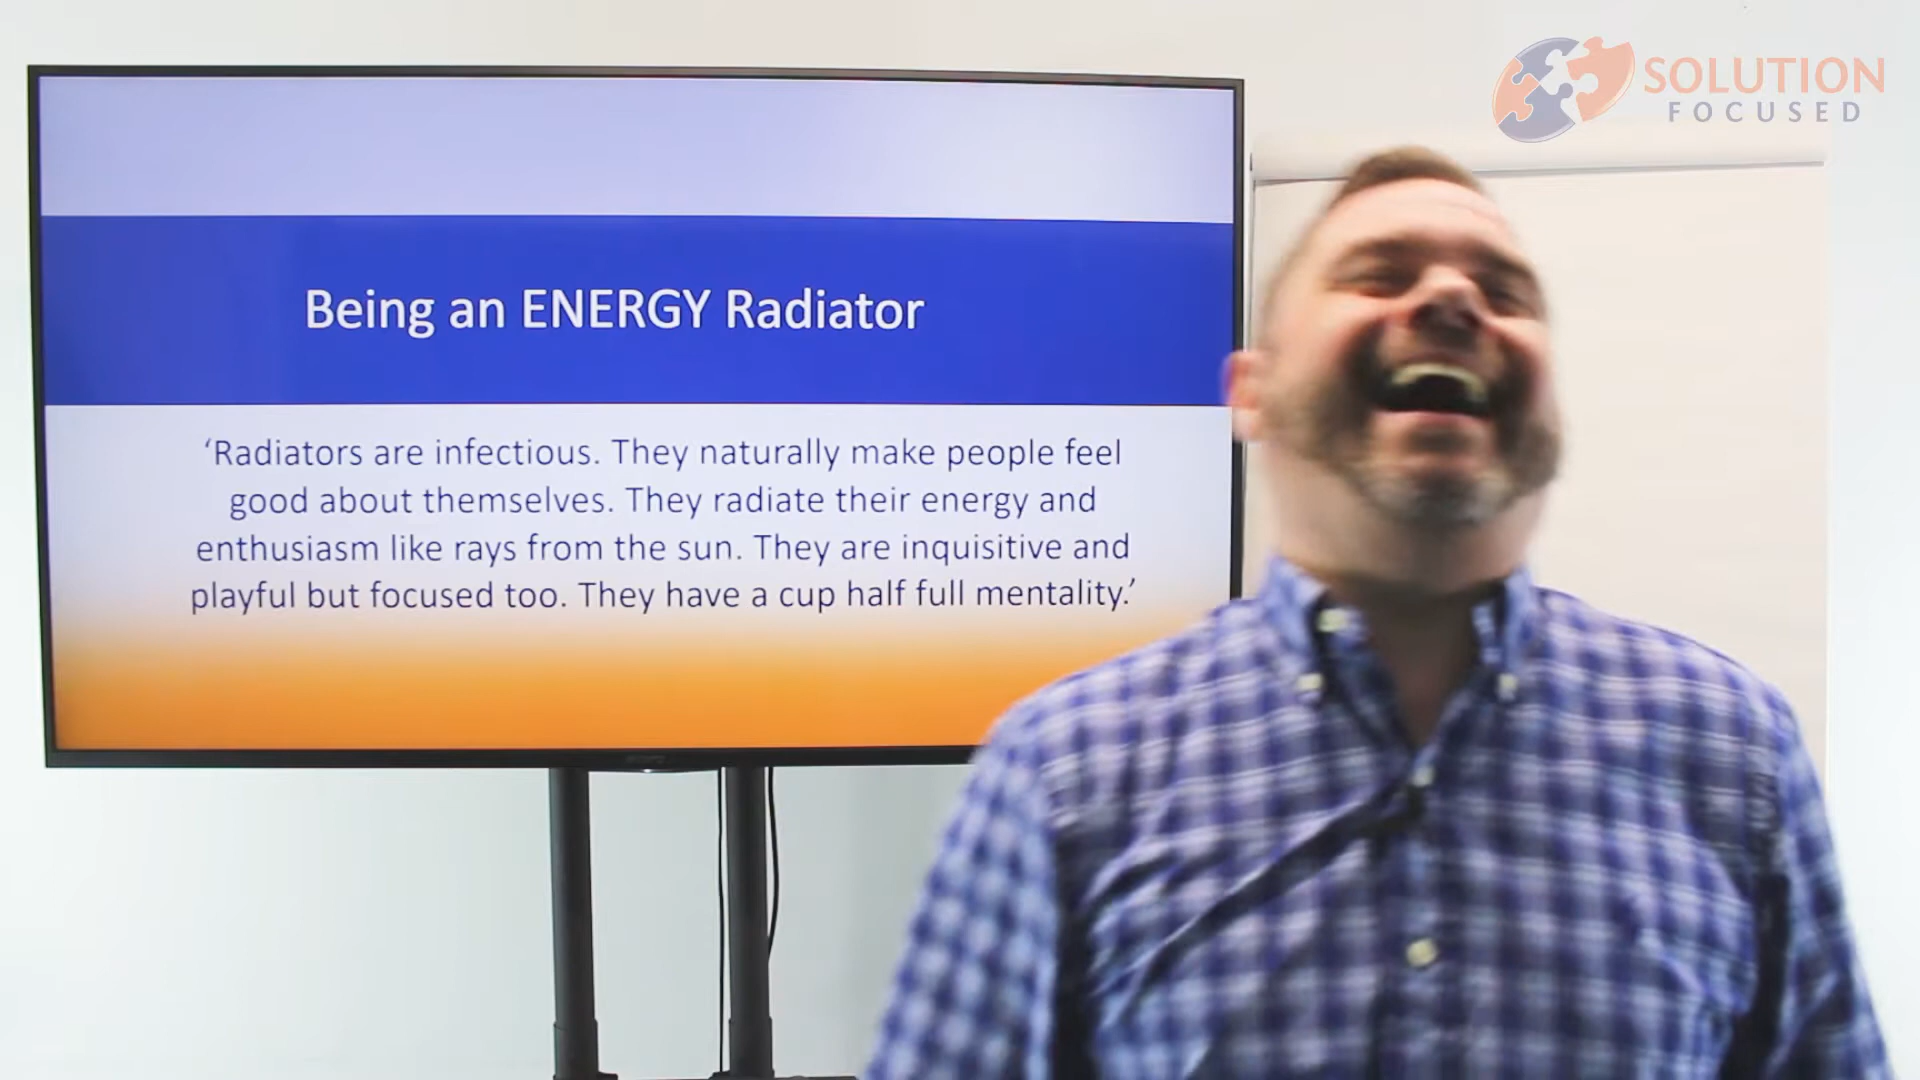 SOLUTION
FOCUSED
Being an ENERGY Radiator
‘Radiators are infectious. They naturally make people feel
good about themselves. They radiate their energy and
enthusiasm like rays from the sun. They are inquisitive and
playful but focused too. They have a cup half full mentality.’